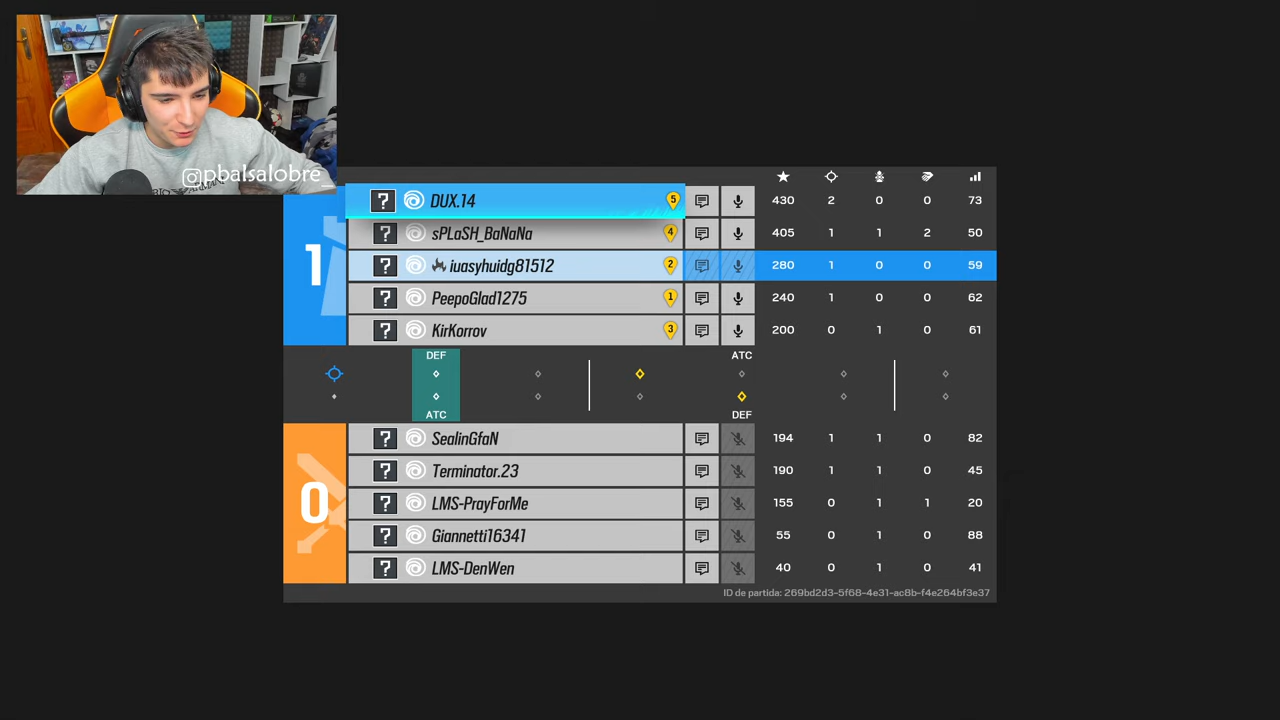 pbalsalobre_
DUX.14 5 430 2 0 0 73
sPLaSH_BaNaNa 4 405 1 1 2 50
1
iuasyhuidg81512 2 280 1 0 0 59
PeepoGlad1275 1 240 1 0 0 62
KirKorrov 3 200 0 1 0 61
DEF ATC
ATC DEF
SealinGfaN 194 1 1 0 82
Terminator.23 190 1 1 0 45
0
LMS-PrayForMe 155 0 1 1 20
Giannetti16341 55 0 1 0 88
LMS-DenWen 40 0 1 0 41
ID de partida: 269bd2d3-5f68-4e31-ac8b-f4e264bf3e37